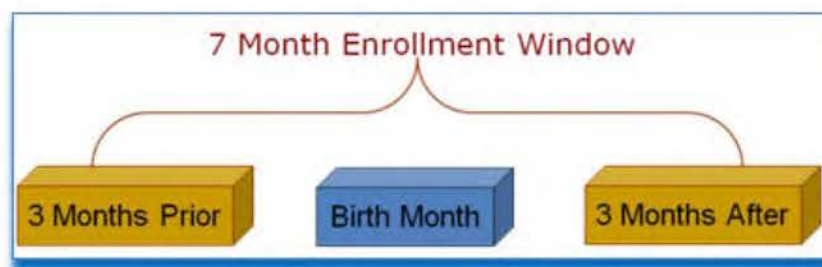 7 Month Enrollment Window
3 Months Prior
Birth Month
3 Months After